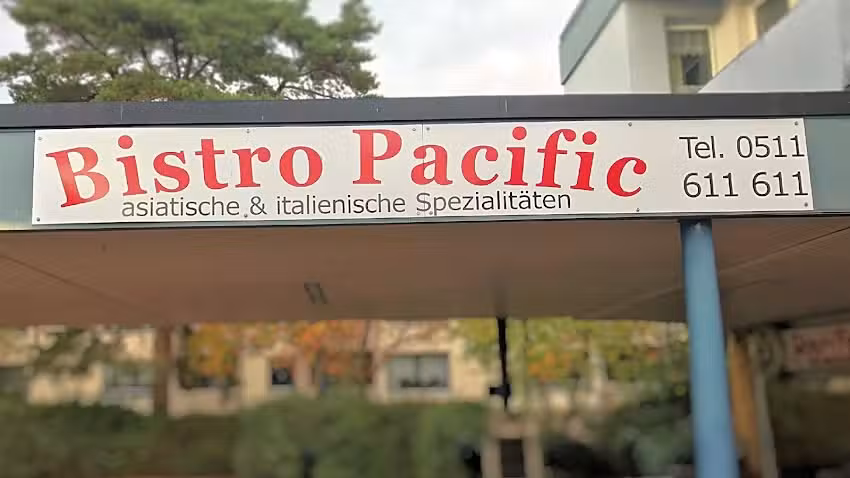 Bistro Pacific
asiatische & italienische Spezialitäten
Tel. 0511
611 611